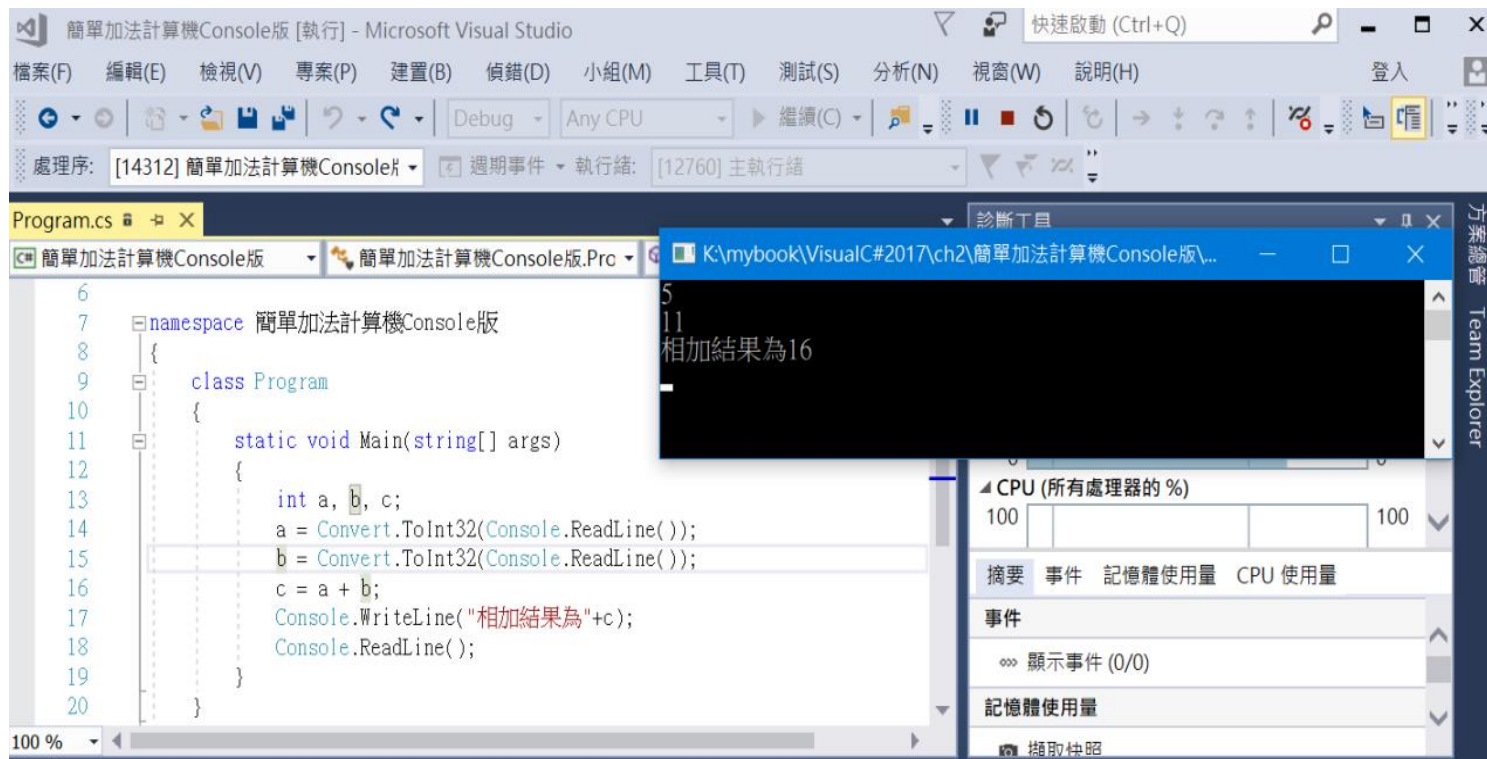 簡單加法計算機Console版 [執行] - Microsoft Visual Studio
快速啟動 (Ctrl+Q)
檔案(F) 編輯(E) 檢視(V) 專案(P) 建置(B) 偵錯(D) 小組(M) 工具(T) 測試(S) 分析(N) 視窗(W) 說明(H) 登入
Debug Any CPU 繼續(C)
處理序: [14312] 簡單加法計算機Console 週期事件 執行緒: [12760] 主執行緒
Program.cs
診斷工具
C# 簡單加法計算機Console版 簡單加法計算機Console版.Pro
K:\mybook\VisualC#2017\ch2\簡單加法計算機Console版\...
5
11
相加結果為16
6
7 namespace 簡單加法計算機Console版
8 {
9 class Program
10 {
11 static void Main(string[] args)
12 {
13 int a, b, c;
14 a = Convert.ToInt32(Console.ReadLine());
15 b = Convert.ToInt32(Console.ReadLine());
16 c = a + b;
17 Console.WriteLine("相加結果為"+c);
18 Console.ReadLine();
19 }
20 }
100 %
CPU (所有處理器的 %)
100 100
摘要 事件 記憶體使用量 CPU 使用量
事件
顯示事件 (0/0)
記憶體使用量
擷取快照
方案總管
Team Explorer